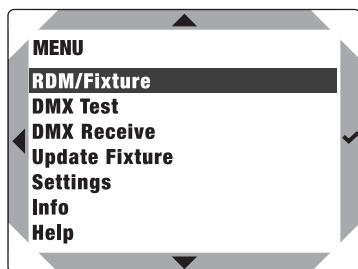 MENU
RDM/Fixture
DMX Test
DMX Receive
Update Fixture
Settings
Info
Help